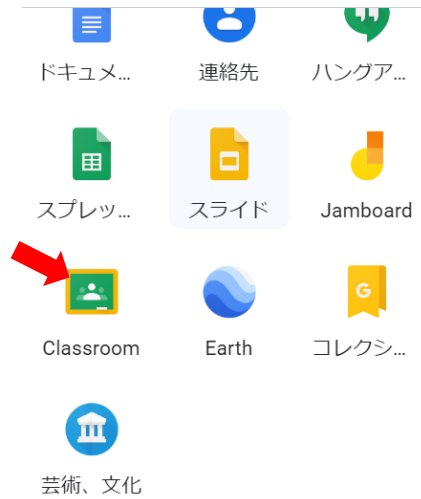 ドキュメ...
連絡先
ハングア...
スプレッ...
スライド
Jamboard
Classroom
Earth
G
コレクシ...
芸術、文化